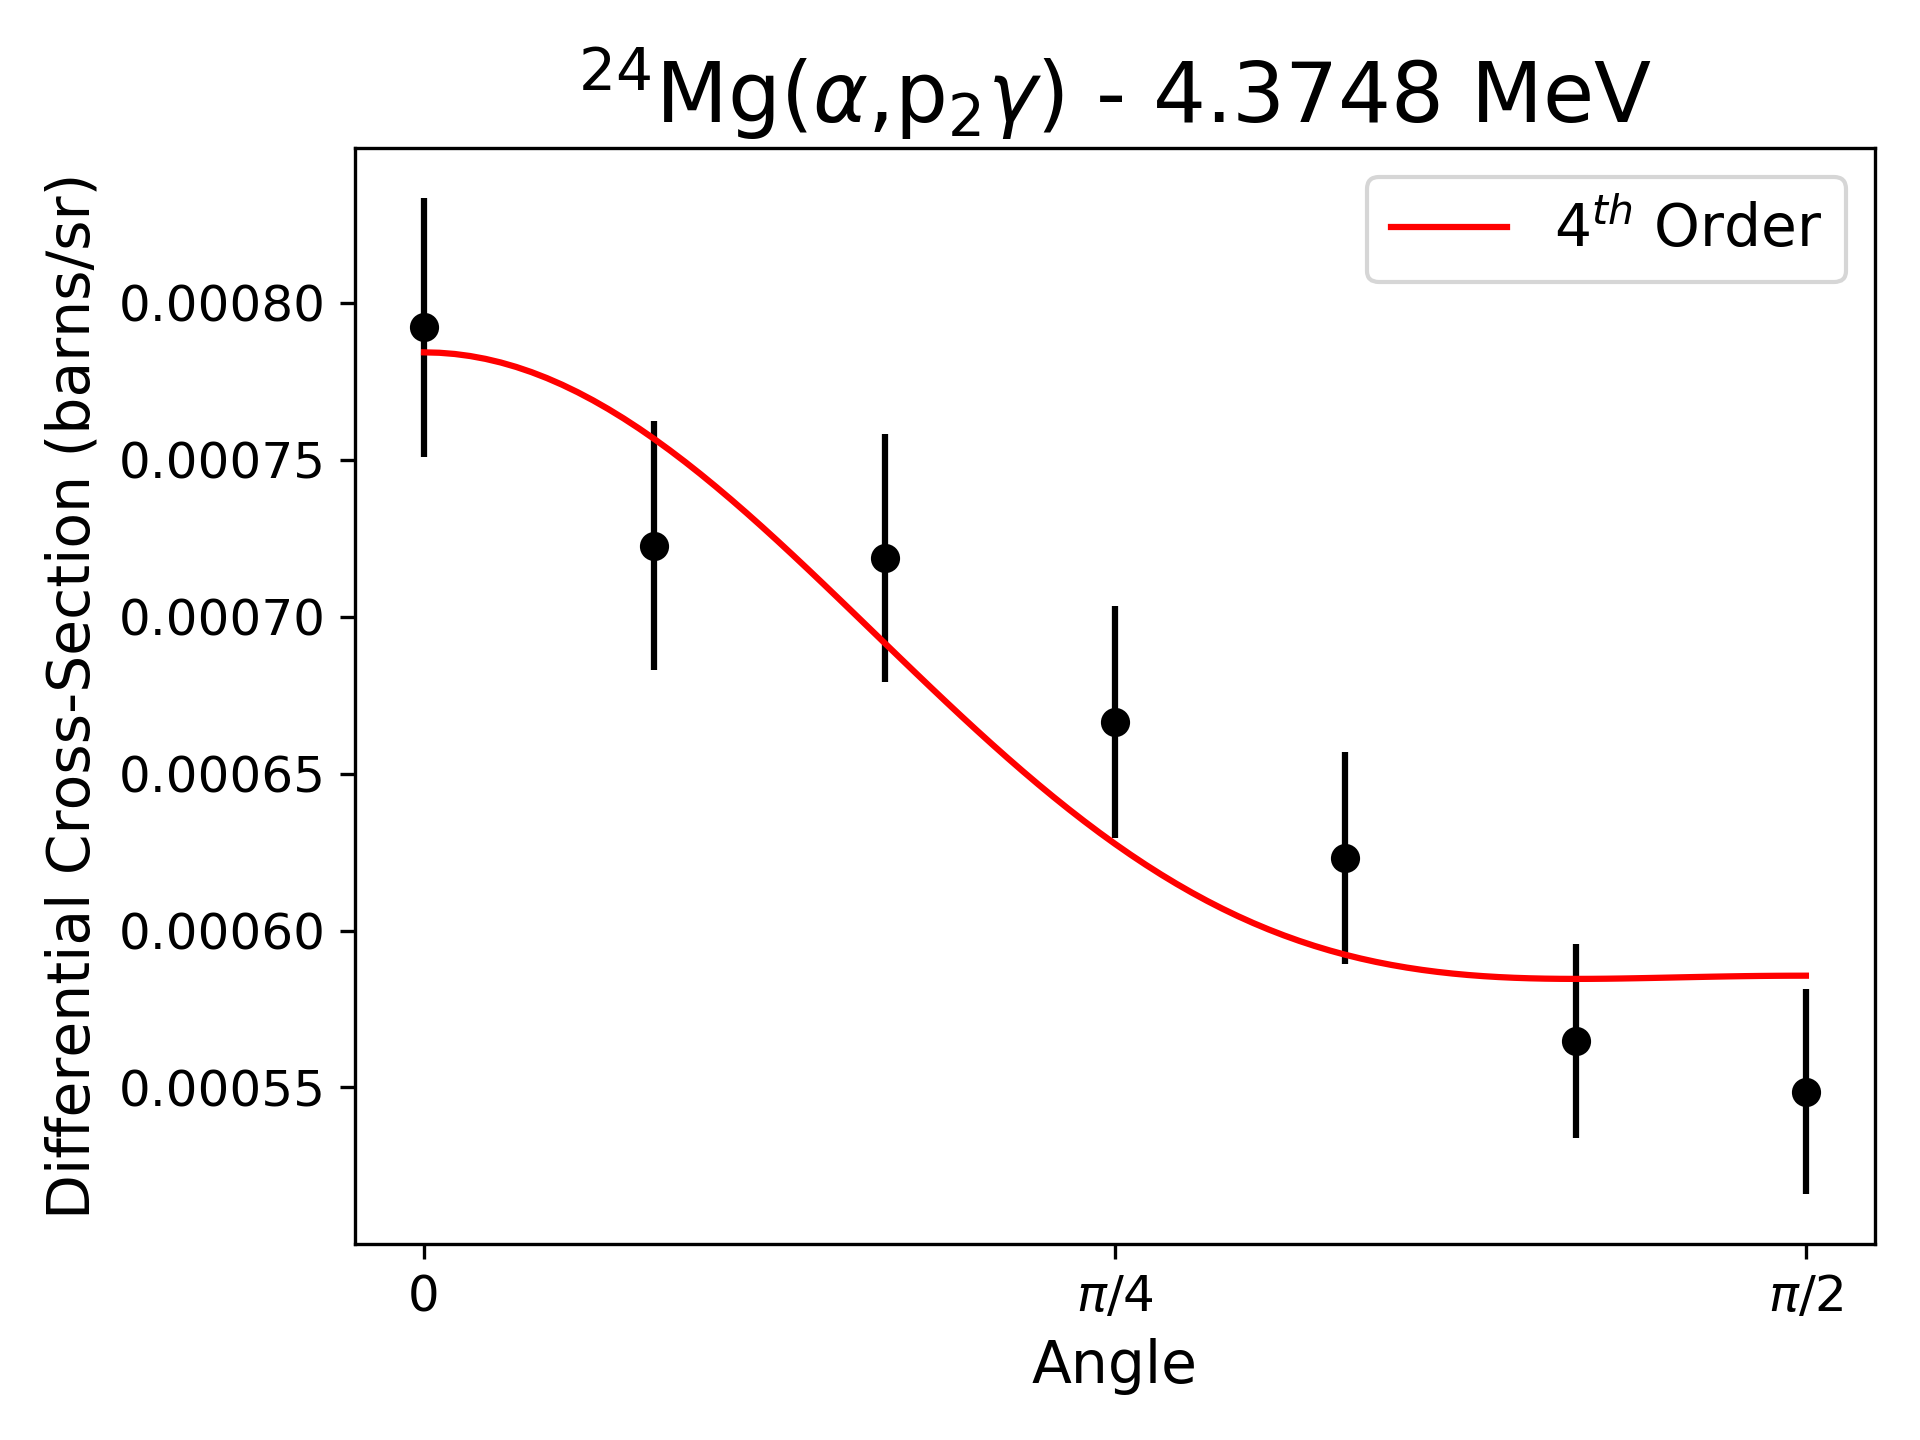 ²⁴Mg(α,p₂γ) - 4.3748 MeV
4ᵗʰ Order
Differential Cross-Section (barns/sr)
0.00080
0.00075
0.00070
0.00065
0.00060
0.00055
0 π/4 π/2
Angle